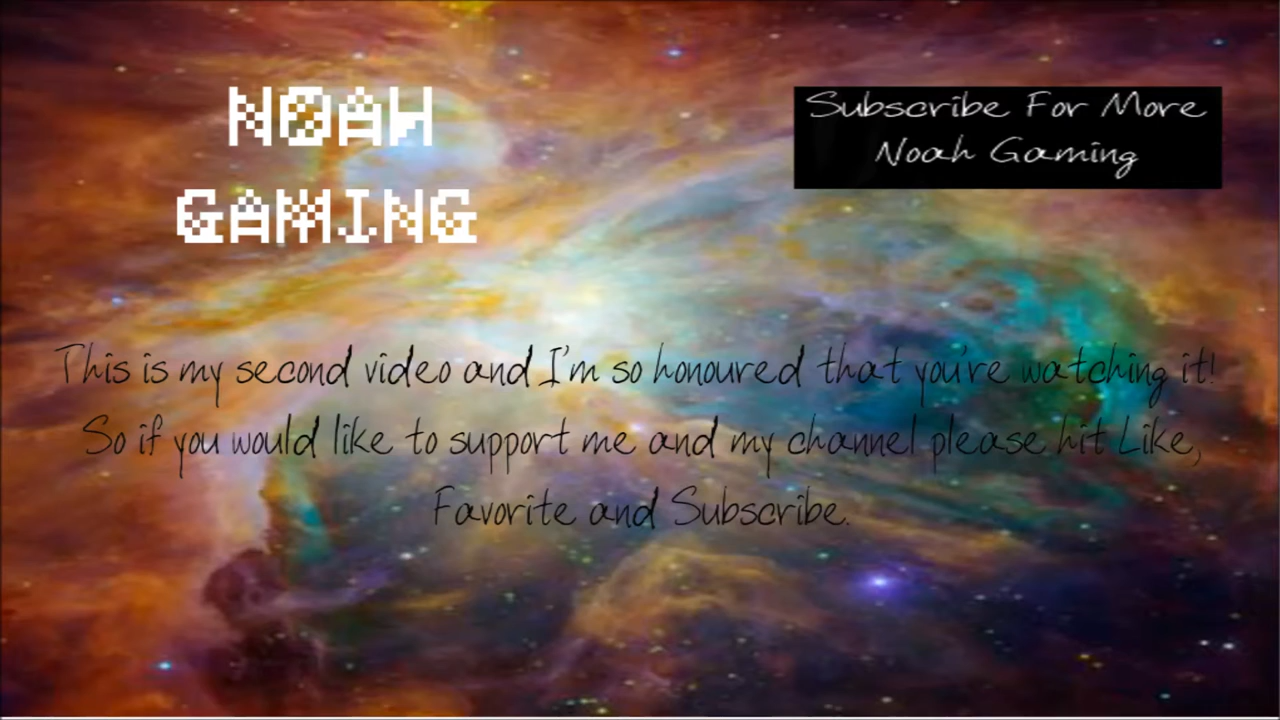 NOAH
GAMING
Subscribe For More
Noah Gaming
This is my second video and I'm so honoured that you're watching it!
So if you would like to support me and my channel please hit Like,
Favorite and Subscribe.